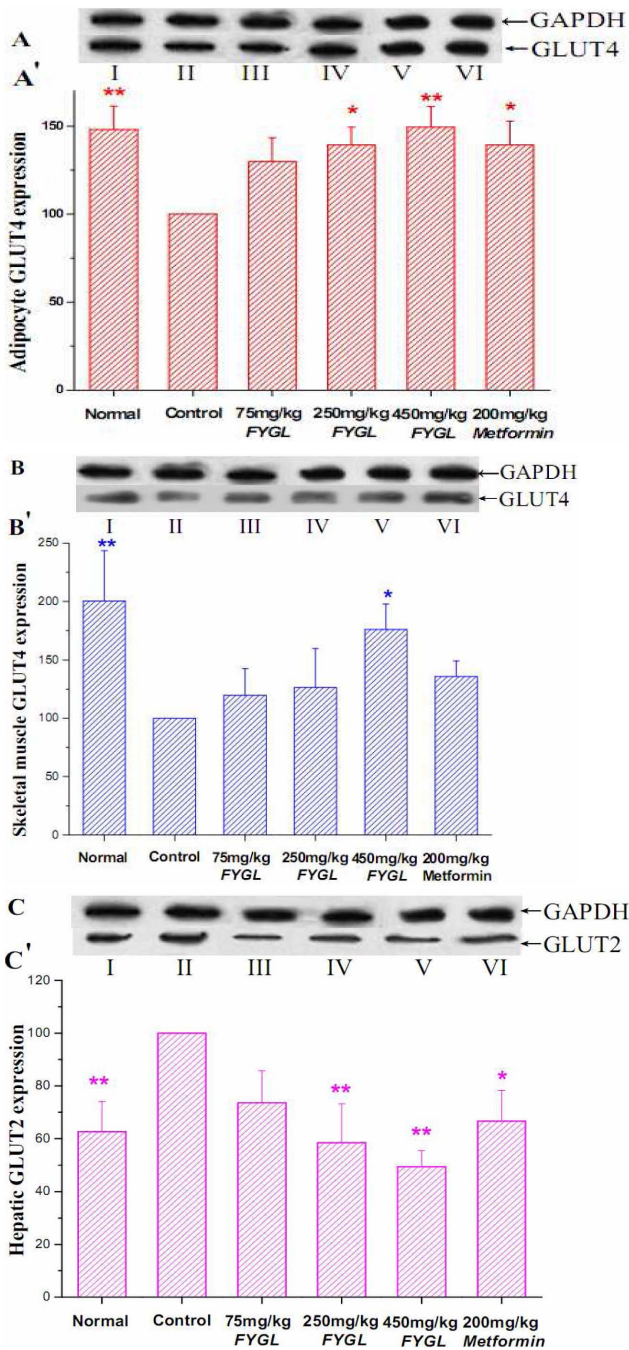 GAPDH
A
GLUT4
I II III IV V VI
A'
** * ** *
150
100
50
0
Adipocyte GLUT4 expression
Normal Control 75mg/kg 250mg/kg 450mg/kg 200mg/kg
FYGL FYGL FYGL Metformin
B
GAPDH
GLUT4
I II III IV V VI
B'
** *
250
200
150
100
50
0
Skeletal muscle GLUT4 expression
Normal Control 75mg/kg 250mg/kg 450mg/kg 200mg/kg
FYGL FYGL FYGL Metformin
C
GAPDH
GLUT2
I II III IV V VI
C'
120
100
80
60
40
20
0
** ** ** *
Hepatic GLUT2 expression
Normal Control 75mg/kg 250mg/kg 450mg/kg 200mg/kg
FYGL FYGL FYGL Metformin